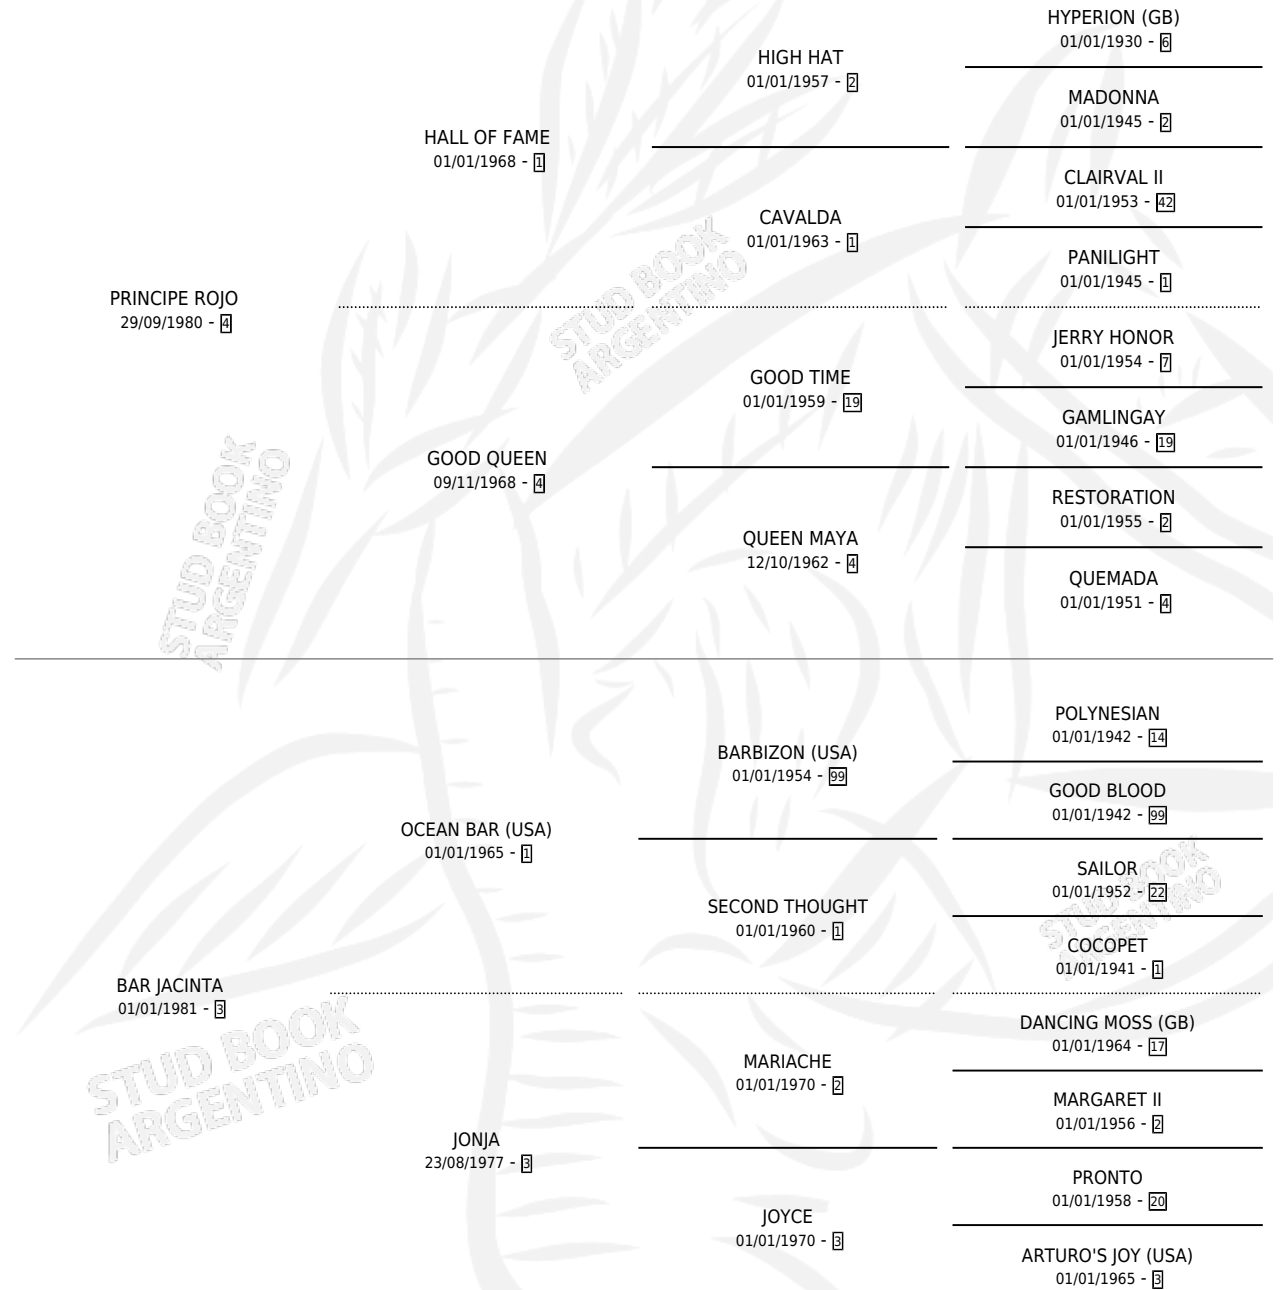 HYPERION (GB)
01/01/1930 - 6
HIGH HAT
01/01/1957 - 2
MADONNA
01/01/1945 - 2
HALL OF FAME
01/01/1968 - 1
CLAIRVAL II
01/01/1953 - 42
CAVALDA
01/01/1963 - 1
PANILIGHT
01/01/1945 - 1
PRINCIPE ROJO
29/09/1980 - 4
JERRY HONOR
01/01/1954 - 7
GOOD TIME
01/01/1959 - 19
GAMLINGAY
01/01/1946 - 19
GOOD QUEEN
09/11/1968 - 4
RESTORATION
01/01/1955 - 2
QUEEN MAYA
12/10/1962 - 4
QUEMADA
01/01/1951 - 4
POLYNESIAN
01/01/1942 - 14
BARBIZON (USA)
01/01/1954 - 99
GOOD BLOOD
01/01/1942 - 99
OCEAN BAR (USA)
01/01/1965 - 1
SAILOR
01/01/1952 - 22
SECOND THOUGHT
01/01/1960 - 1
COCOPET
01/01/1941 - 1
BAR JACINTA
01/01/1981 - 3
DANCING MOSS (GB)
01/01/1964 - 17
MARIACHE
01/01/1970 - 2
MARGARET II
01/01/1956 - 2
JONJA
23/08/1977 - 3
PRONTO
01/01/1958 - 20
JOYCE
01/01/1970 - 3
ARTURO'S JOY (USA)
01/01/1965 - 3
STUD BOOK
ARGENTINO
STUD BOOK
ARGENTINO
STUD BOOK
ARGENTINO
STUD BOOK
ARGENTINO